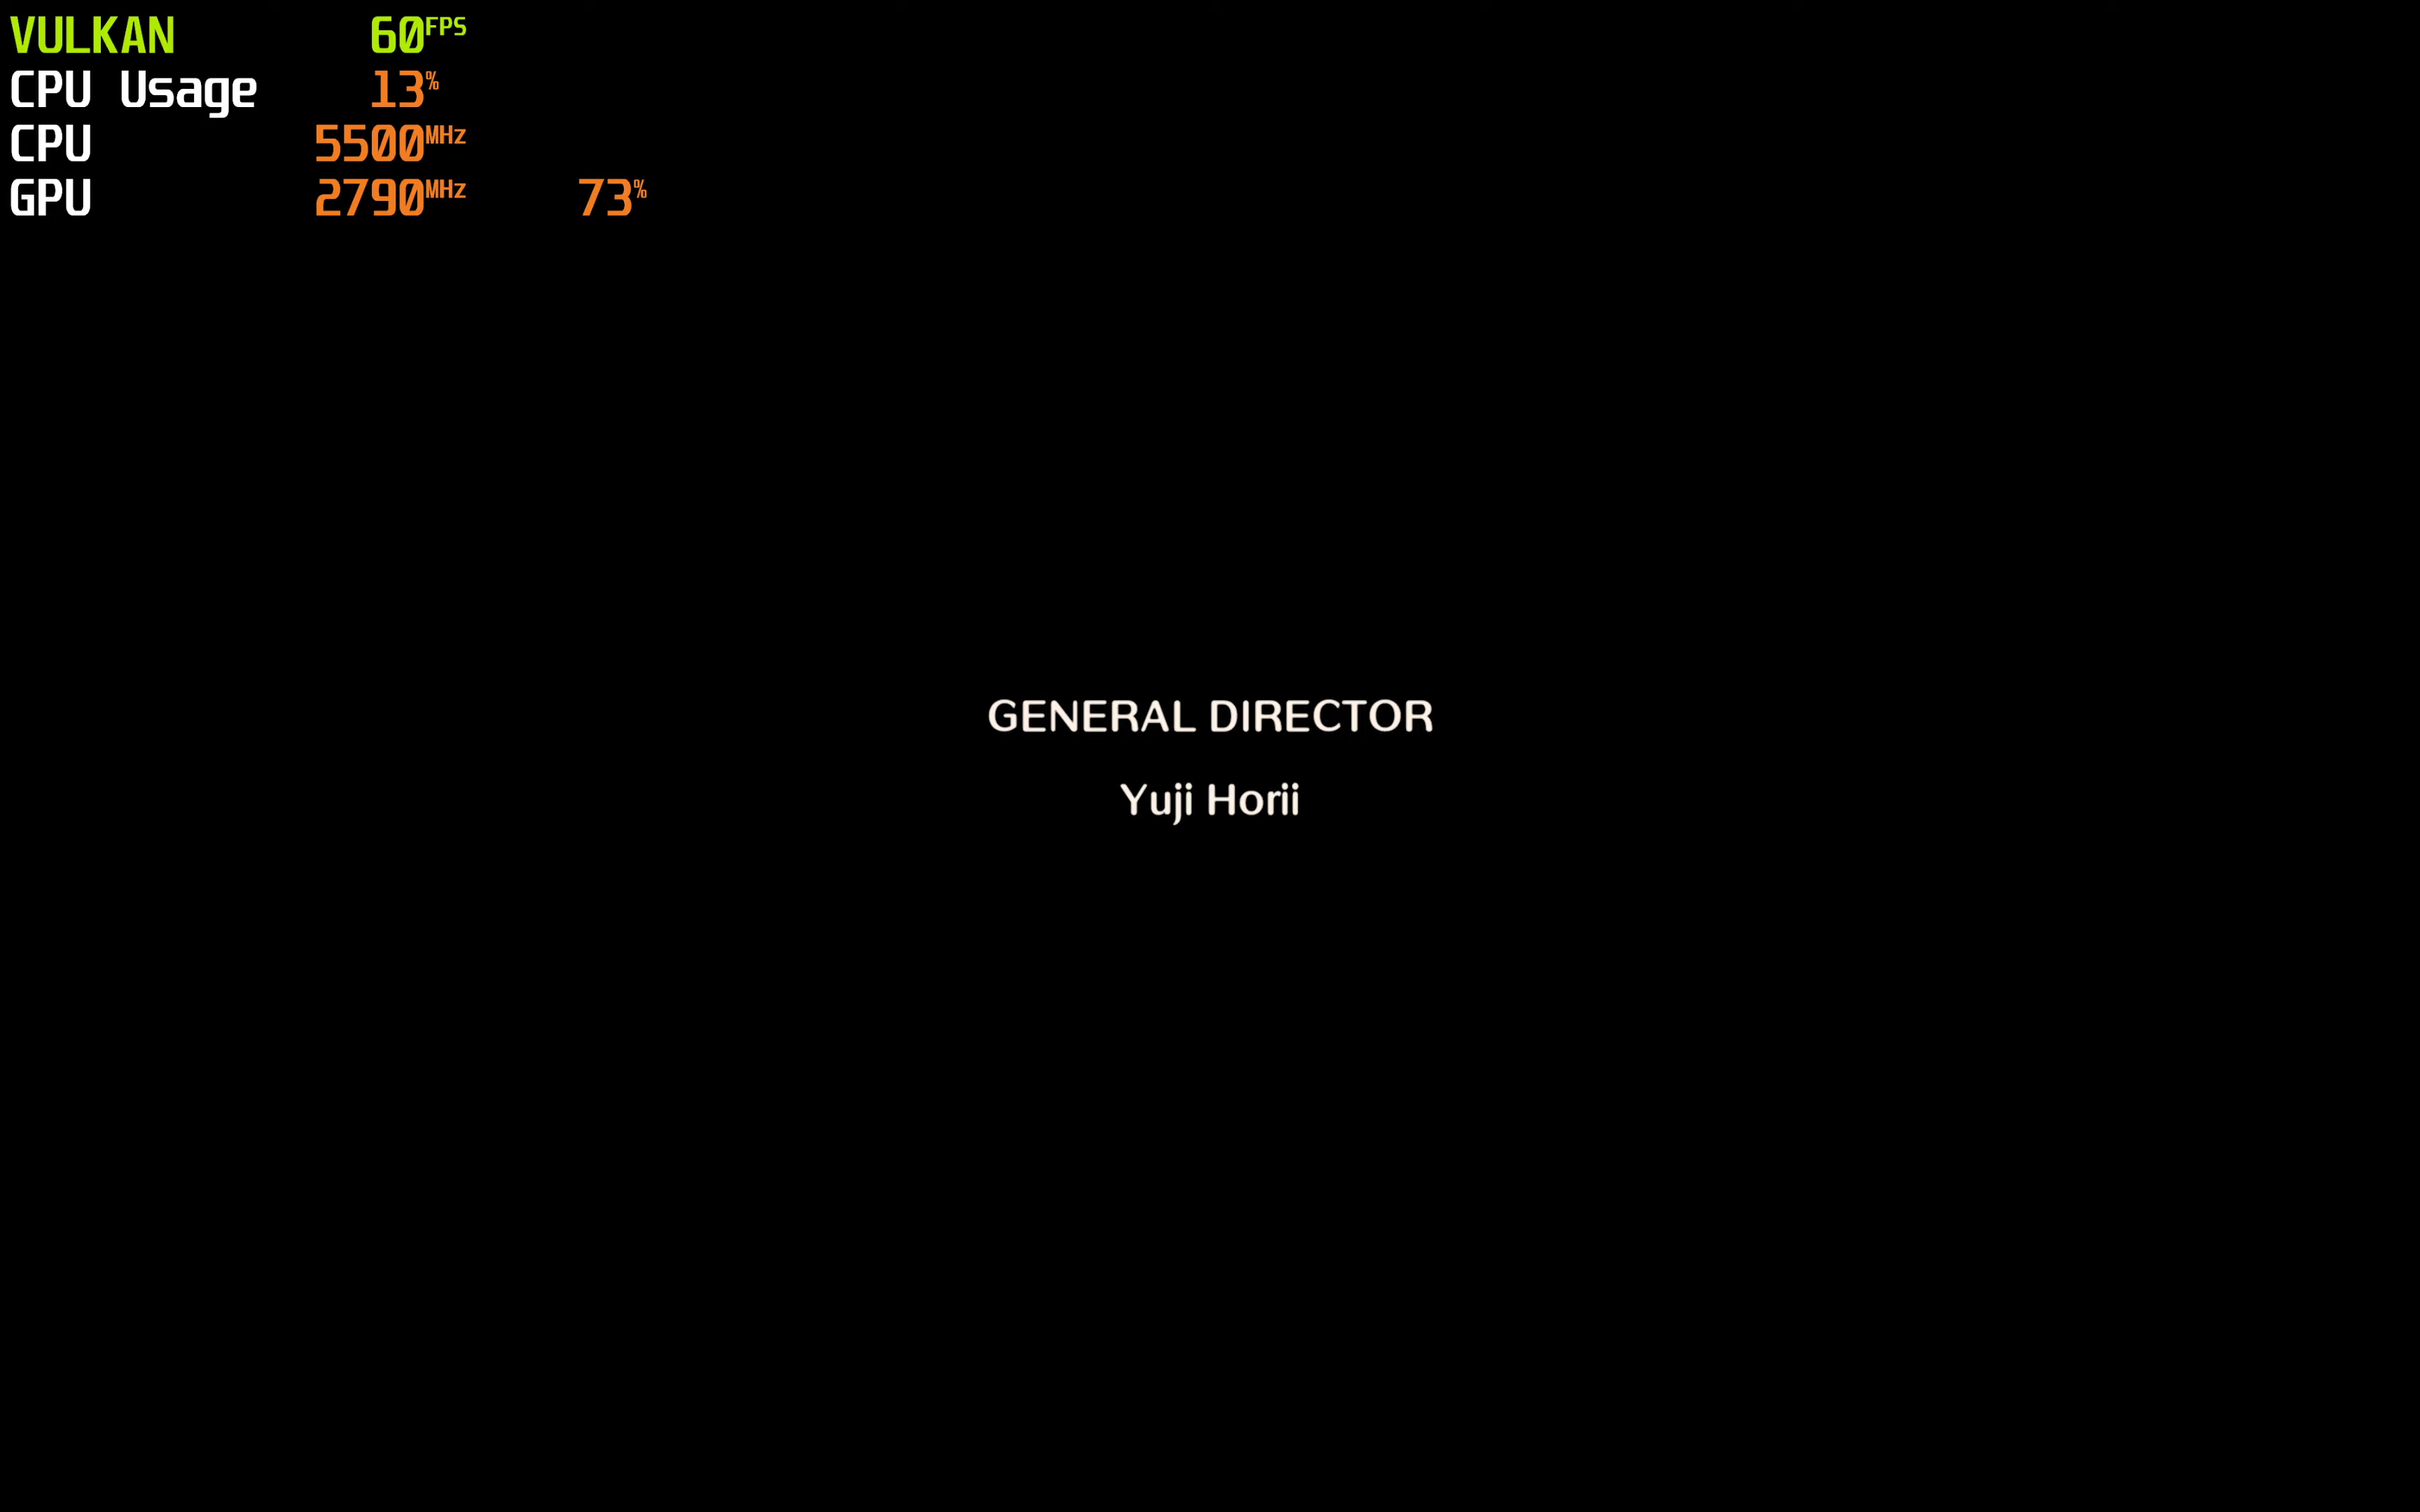 VULKAN 60FPS
CPU Usage 13%
CPU 5500MHz
GPU 2790MHz 73%
GENERAL DIRECTOR
Yuji Horii